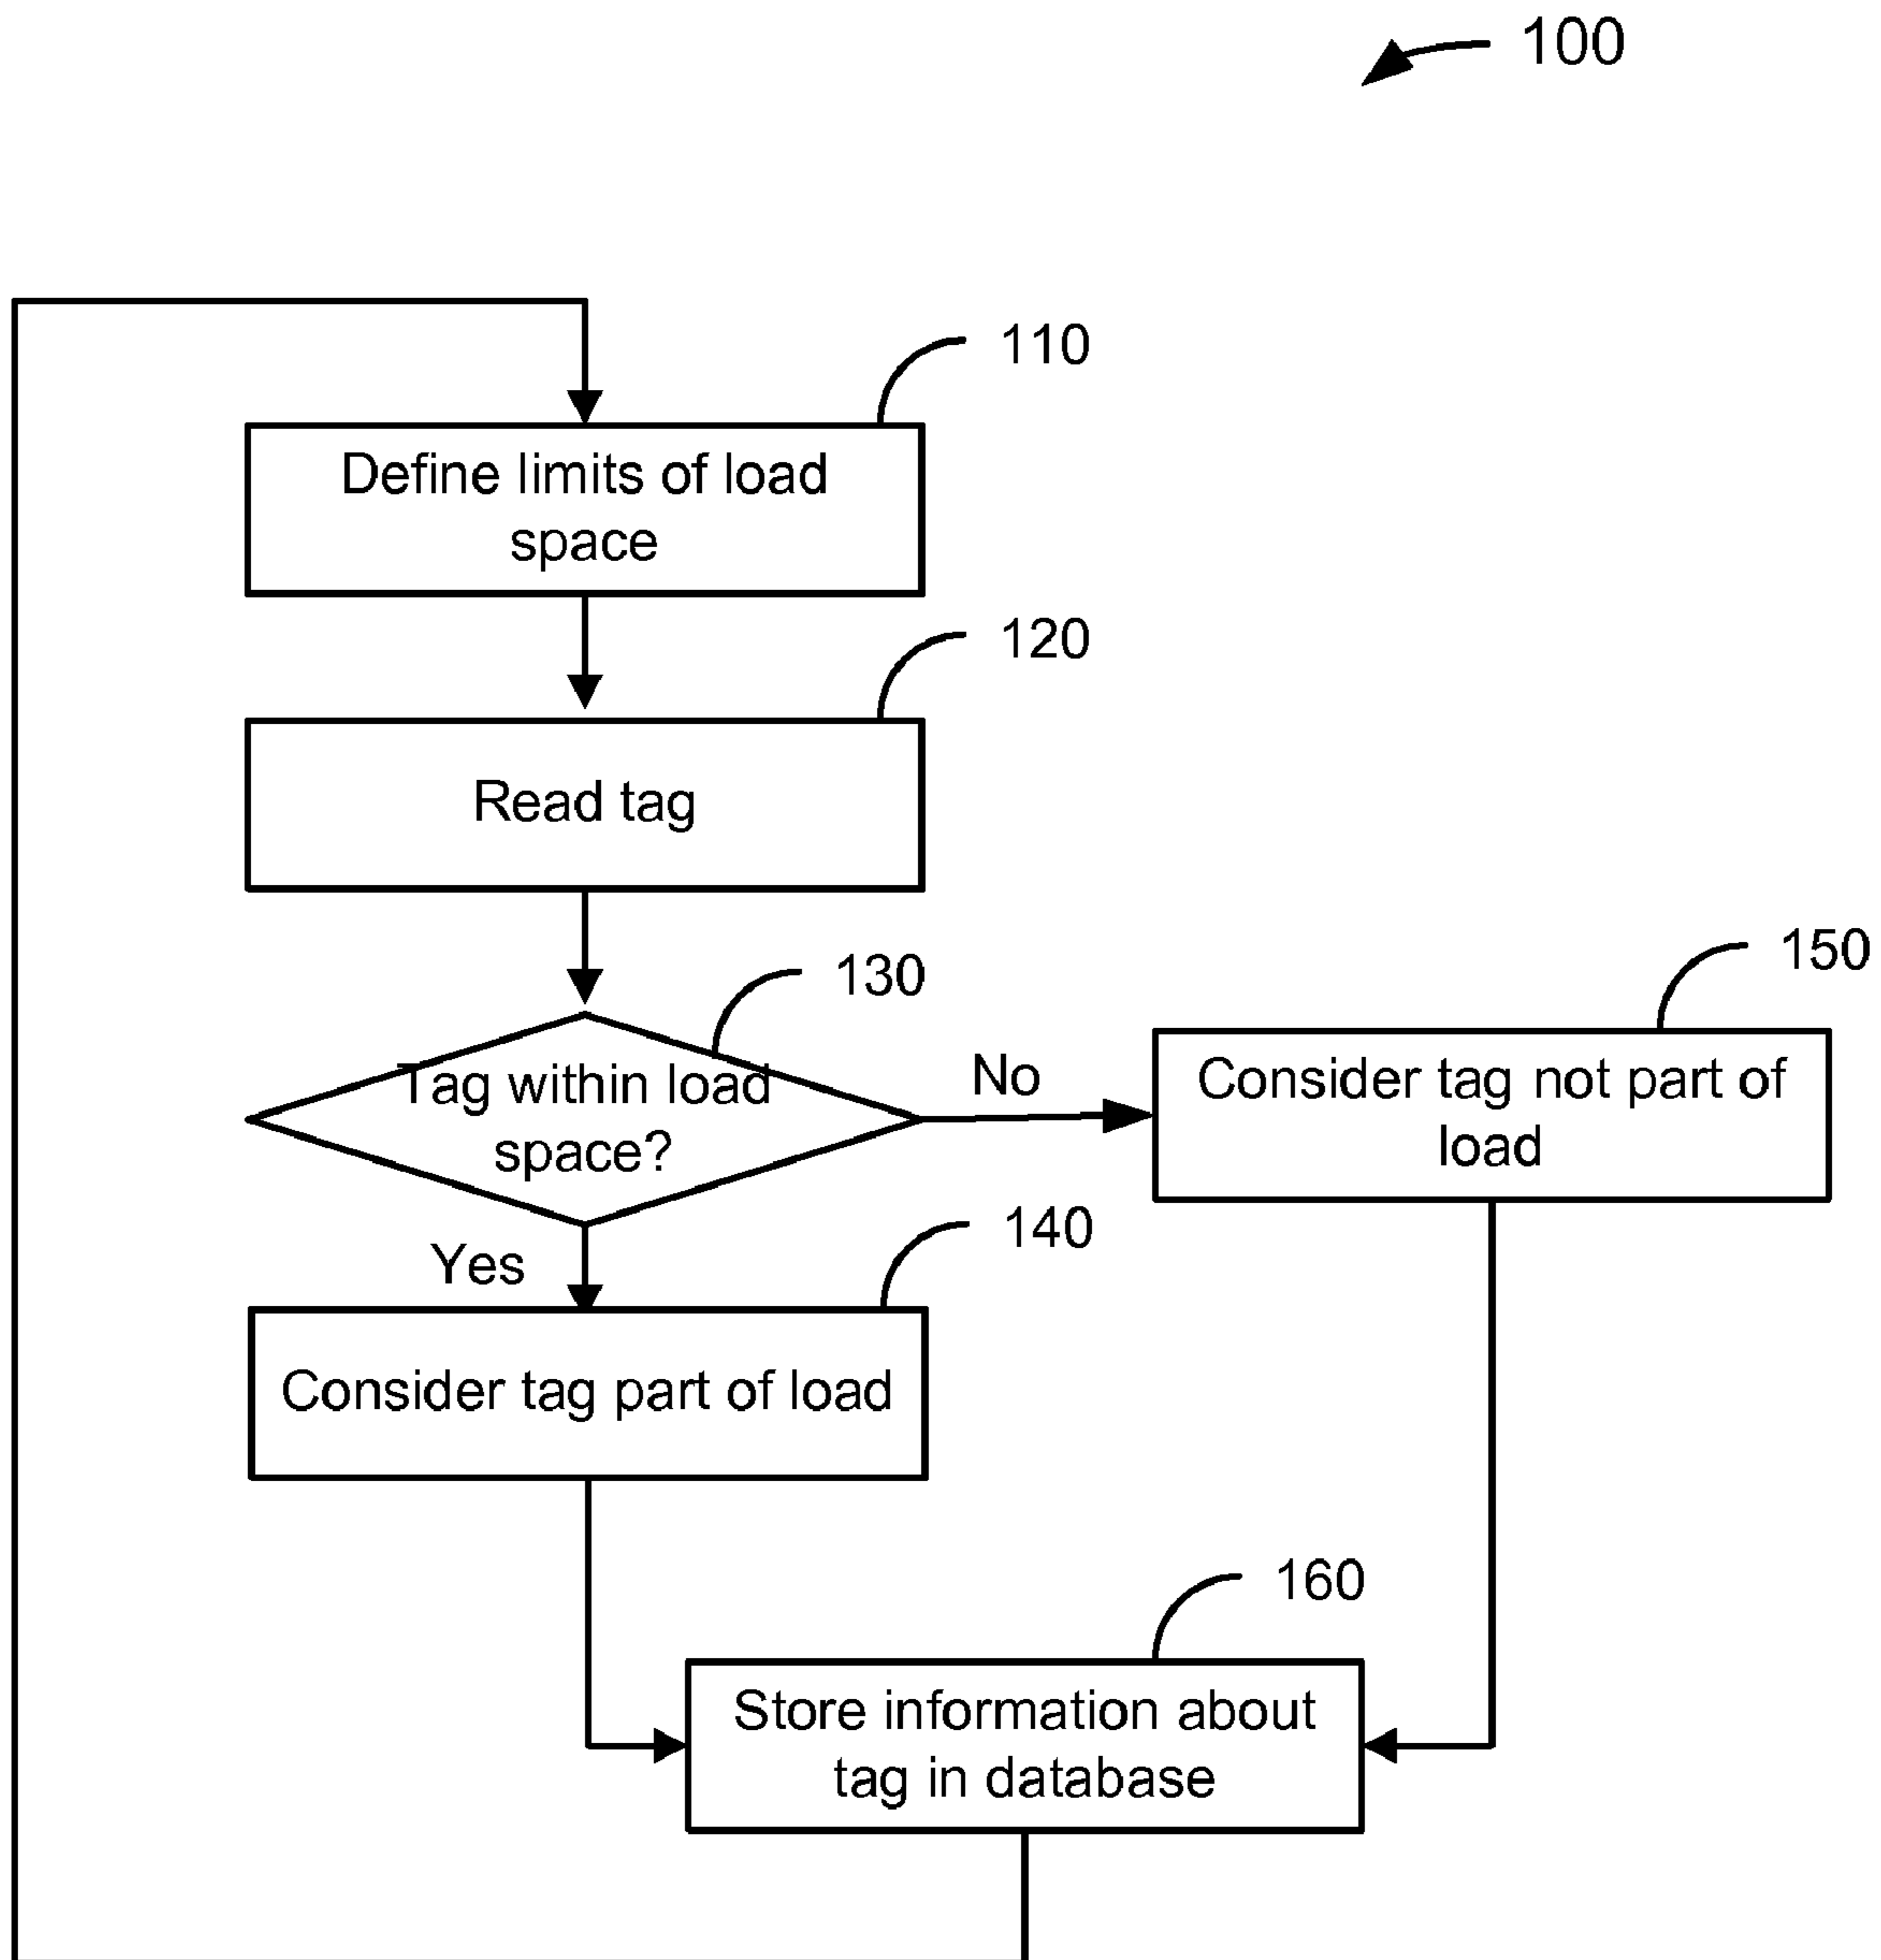 100
110
Define limits of load
space
120
Read tag
130
Tag within load
space?
No
150
Consider tag not part of
load
Yes
140
Consider tag part of load
160
Store information about
tag in database